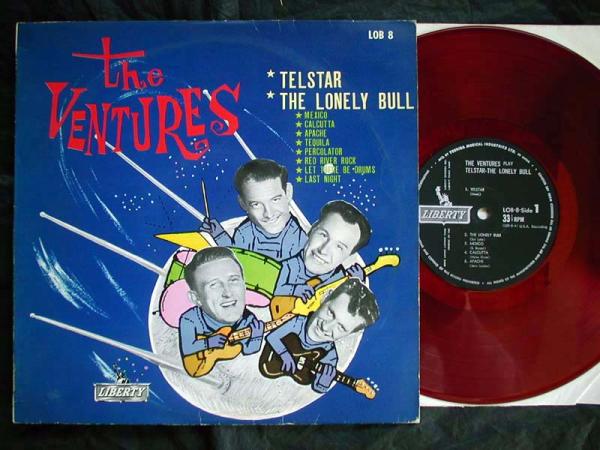 LOB 8
the
VENTURES
★ TELSTAR
★ THE LONELY BULL
★ MEXICO
★ CALCUTTA
★ APACHE
★ TEQUILA
★ PERCOLATOR
★ RED RIVER ROCK
★ LET THERE BE DRUMS
★ LAST NIGHT
LIBERTY
THE VENTURES PLAY
TELSTAR-THE LONELY BULL
1. TELSTAR
LIBERTY
LOB-8-Side 1
33⅓ RPM
2. THE LONELY BULL
3. MEXICO
4. CALCUTTA
5. APACHE